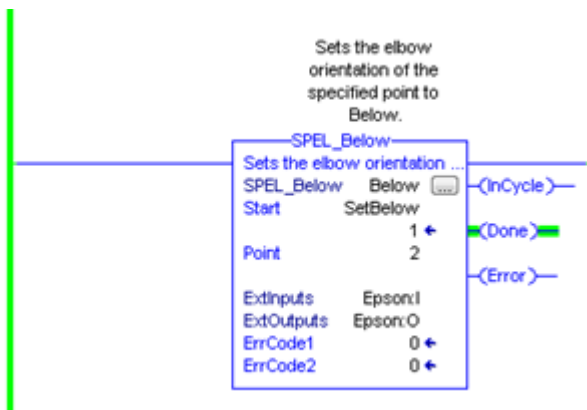 Sets the elbow
orientation of the
specified point to
Below.
SPEL_Below
Sets the elbow orientation ...
SPEL_Below Below ... (InCycle)
Start SetBelow
1 (Done)
Point 2
(Error)
ExtInputs Epson:I
ExtOutputs Epson:O
ErrCode1 0
ErrCode2 0